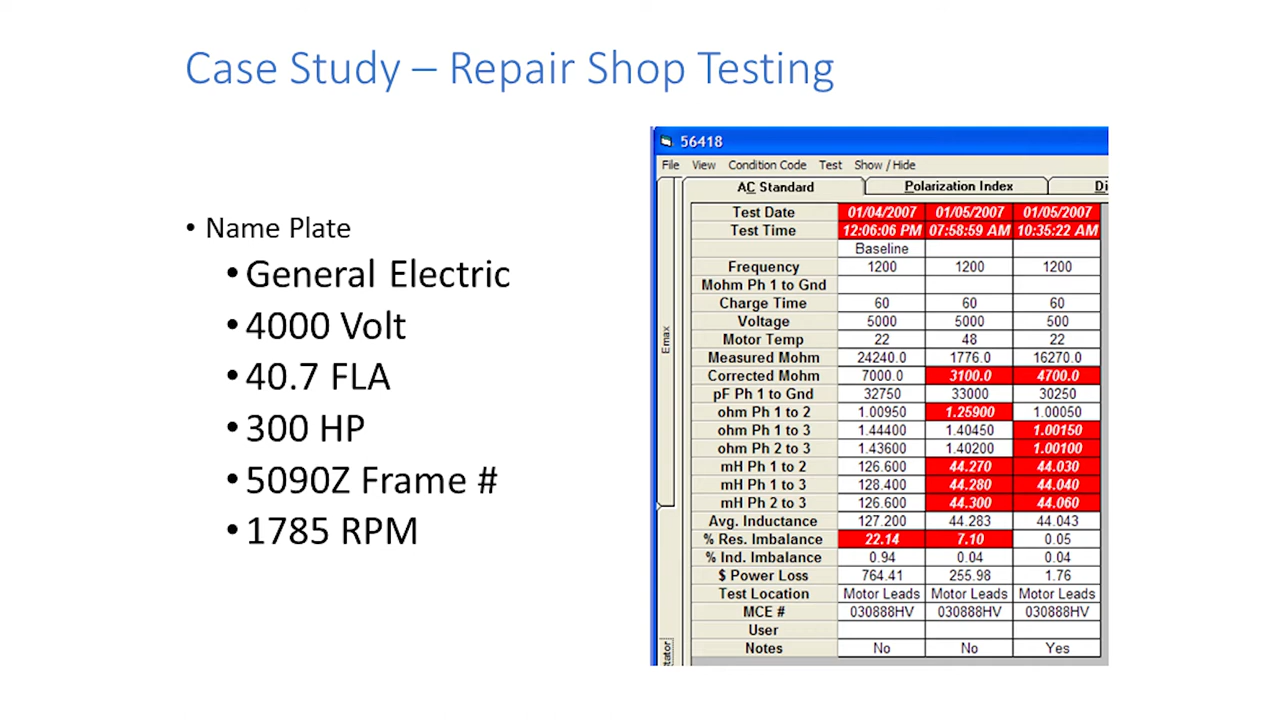 Case Study – Repair Shop Testing
• Name Plate
• General Electric
• 4000 Volt
• 40.7 FLA
• 300 HP
• 5090Z Frame #
• 1785 RPM
56418
File View Condition Code Test Show / Hide
AC Standard Polarization Index Di
Emax
tator
Test Date 01/04/2007 01/05/2007 01/05/2007
Test Time 12:06:06 PM 07:58:59 AM 10:35:22 AM
Baseline
Frequency 1200 1200 1200
Mohm Ph 1 to Gnd
Charge Time 60 60 60
Voltage 5000 5000 500
Motor Temp 22 48 22
Measured Mohm 24240.0 1776.0 16270.0
Corrected Mohm 7000.0 3100.0 4700.0
pF Ph 1 to Gnd 32750 33000 30250
ohm Ph 1 to 2 1.00950 1.25900 1.00050
ohm Ph 1 to 3 1.44400 1.40450 1.00150
ohm Ph 2 to 3 1.43600 1.40200 1.00100
mH Ph 1 to 2 126.600 44.270 44.030
mH Ph 1 to 3 128.400 44.280 44.040
mH Ph 2 to 3 126.600 44.300 44.060
Avg. Inductance 127.200 44.283 44.043
% Res. Imbalance 22.14 7.10 0.05
% Ind. Imbalance 0.94 0.04 0.04
$ Power Loss 764.41 255.98 1.76
Test Location Motor Leads Motor Leads Motor Leads
MCE # 030888HV 030888HV 030888HV
User
Notes No No Yes